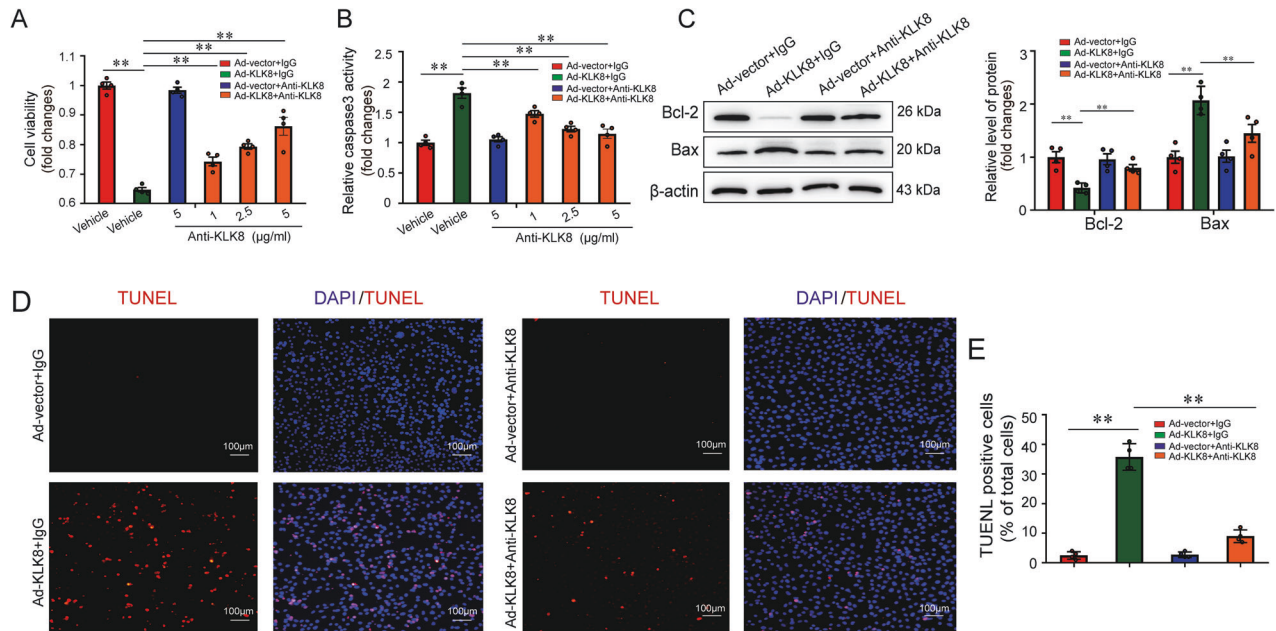 A
Cell viability
(fold changes)
1.1
1
0.9
0.8
0.7
0.6
**
**
**
**
Ad-vector+IgG
Ad-KLK8+IgG
Ad-vector+Anti-KLK8
Ad-KLK8+Anti-KLK8
Vehicle
Vehicle
5
1
2.5
5
Anti-KLK8 (μg/ml)
B
Relative caspase3 activity
(fold changes)
2.5
2.0
1.5
1.0
0.5
0
**
**
**
**
Ad-vector+IgG
Ad-KLK8+IgG
Ad-vector+Anti-KLK8
Ad-KLK8+Anti-KLK8
Vehicle
Vehicle
5
1
2.5
5
Anti-KLK8 (μg/ml)
C
Ad-vector+IgG
Ad-KLK8+IgG
Ad-vector+Anti-KLK8
Ad-KLK8+Anti-KLK8
Bcl-2
26 kDa
Bax
20 kDa
β-actin
43 kDa
Relative level of protein
(fold changes)
3
2
1
0
Ad-vector+IgG
Ad-KLK8+IgG
Ad-vector+Anti-KLK8
Ad-KLK8+Anti-KLK8
**
**
**
**
Bcl-2
Bax
D
TUNEL
DAPI/TUNEL
TUNEL
DAPI/TUNEL
Ad-vector+IgG
100μm
100μm
Ad-vector+Anti-KLK8
100μm
100μm
Ad-KLK8+IgG
100μm
100μm
Ad-KLK8+Anti-KLK8
100μm
100μm
E
TUENL positive cells
(% of total cells)
50
40
30
20
10
0
**
**
Ad-vector+IgG
Ad-KLK8+IgG
Ad-vector+Anti-KLK8
Ad-KLK8+Anti-KLK8